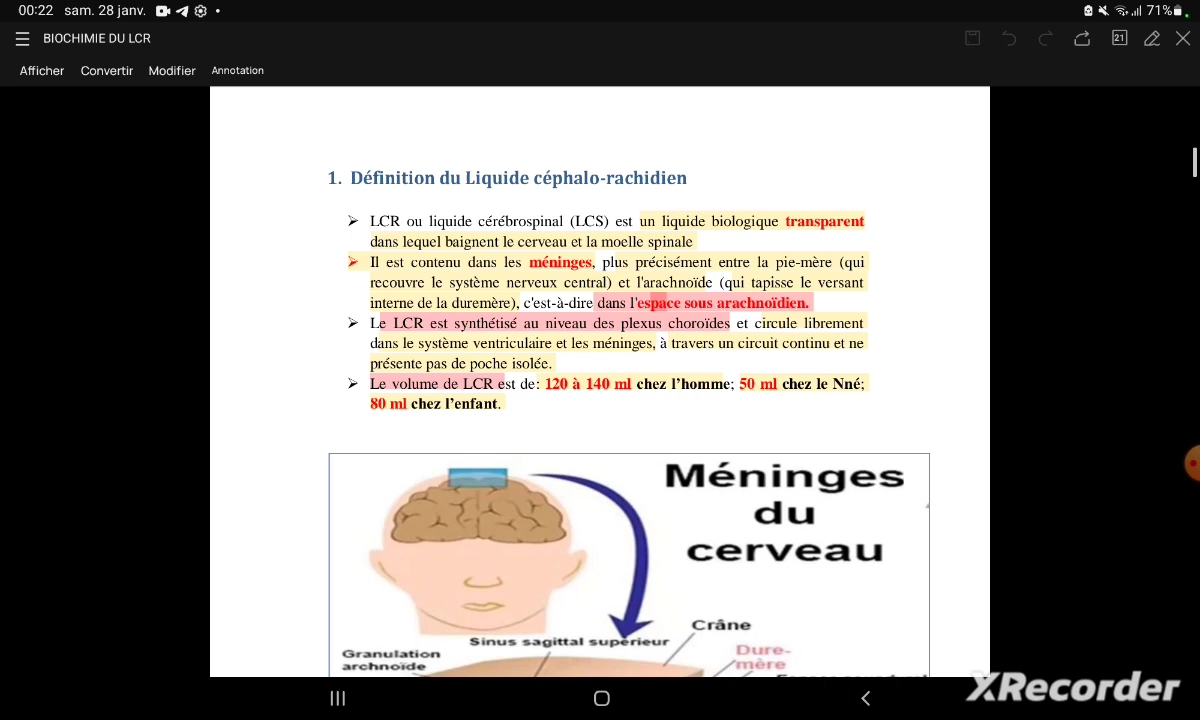 00:22 sam. 28 janv.
71%
BIOCHIMIE DU LCR
21
Afficher Convertir Modifier Annotation
1. Définition du Liquide céphalo-rachidien
➢ LCR ou liquide cérébrospinal (LCS) est un liquide biologique transparent
dans lequel baignent le cerveau et la moelle spinale
➢ Il est contenu dans les méninges, plus précisément entre la pie-mère (qui
recouvre le système nerveux central) et l'arachnoïde (qui tapisse le versant
interne de la duremère), c'est-à-dire dans l'espace sous arachnoïdien.
➢ Le LCR est synthétisé au niveau des plexus choroïdes et circule librement
dans le système ventriculaire et les méninges, à travers un circuit continu et ne
présente pas de poche isolée.
➢ Le volume de LCR est de: 120 à 140 ml chez l’homme; 50 ml chez le Nné;
80 ml chez l’enfant.
Méninges
du
cerveau
Crâne
Sinus sagittal supérieur
Granulation
archnoïde
Dure-
mère
XRecorder